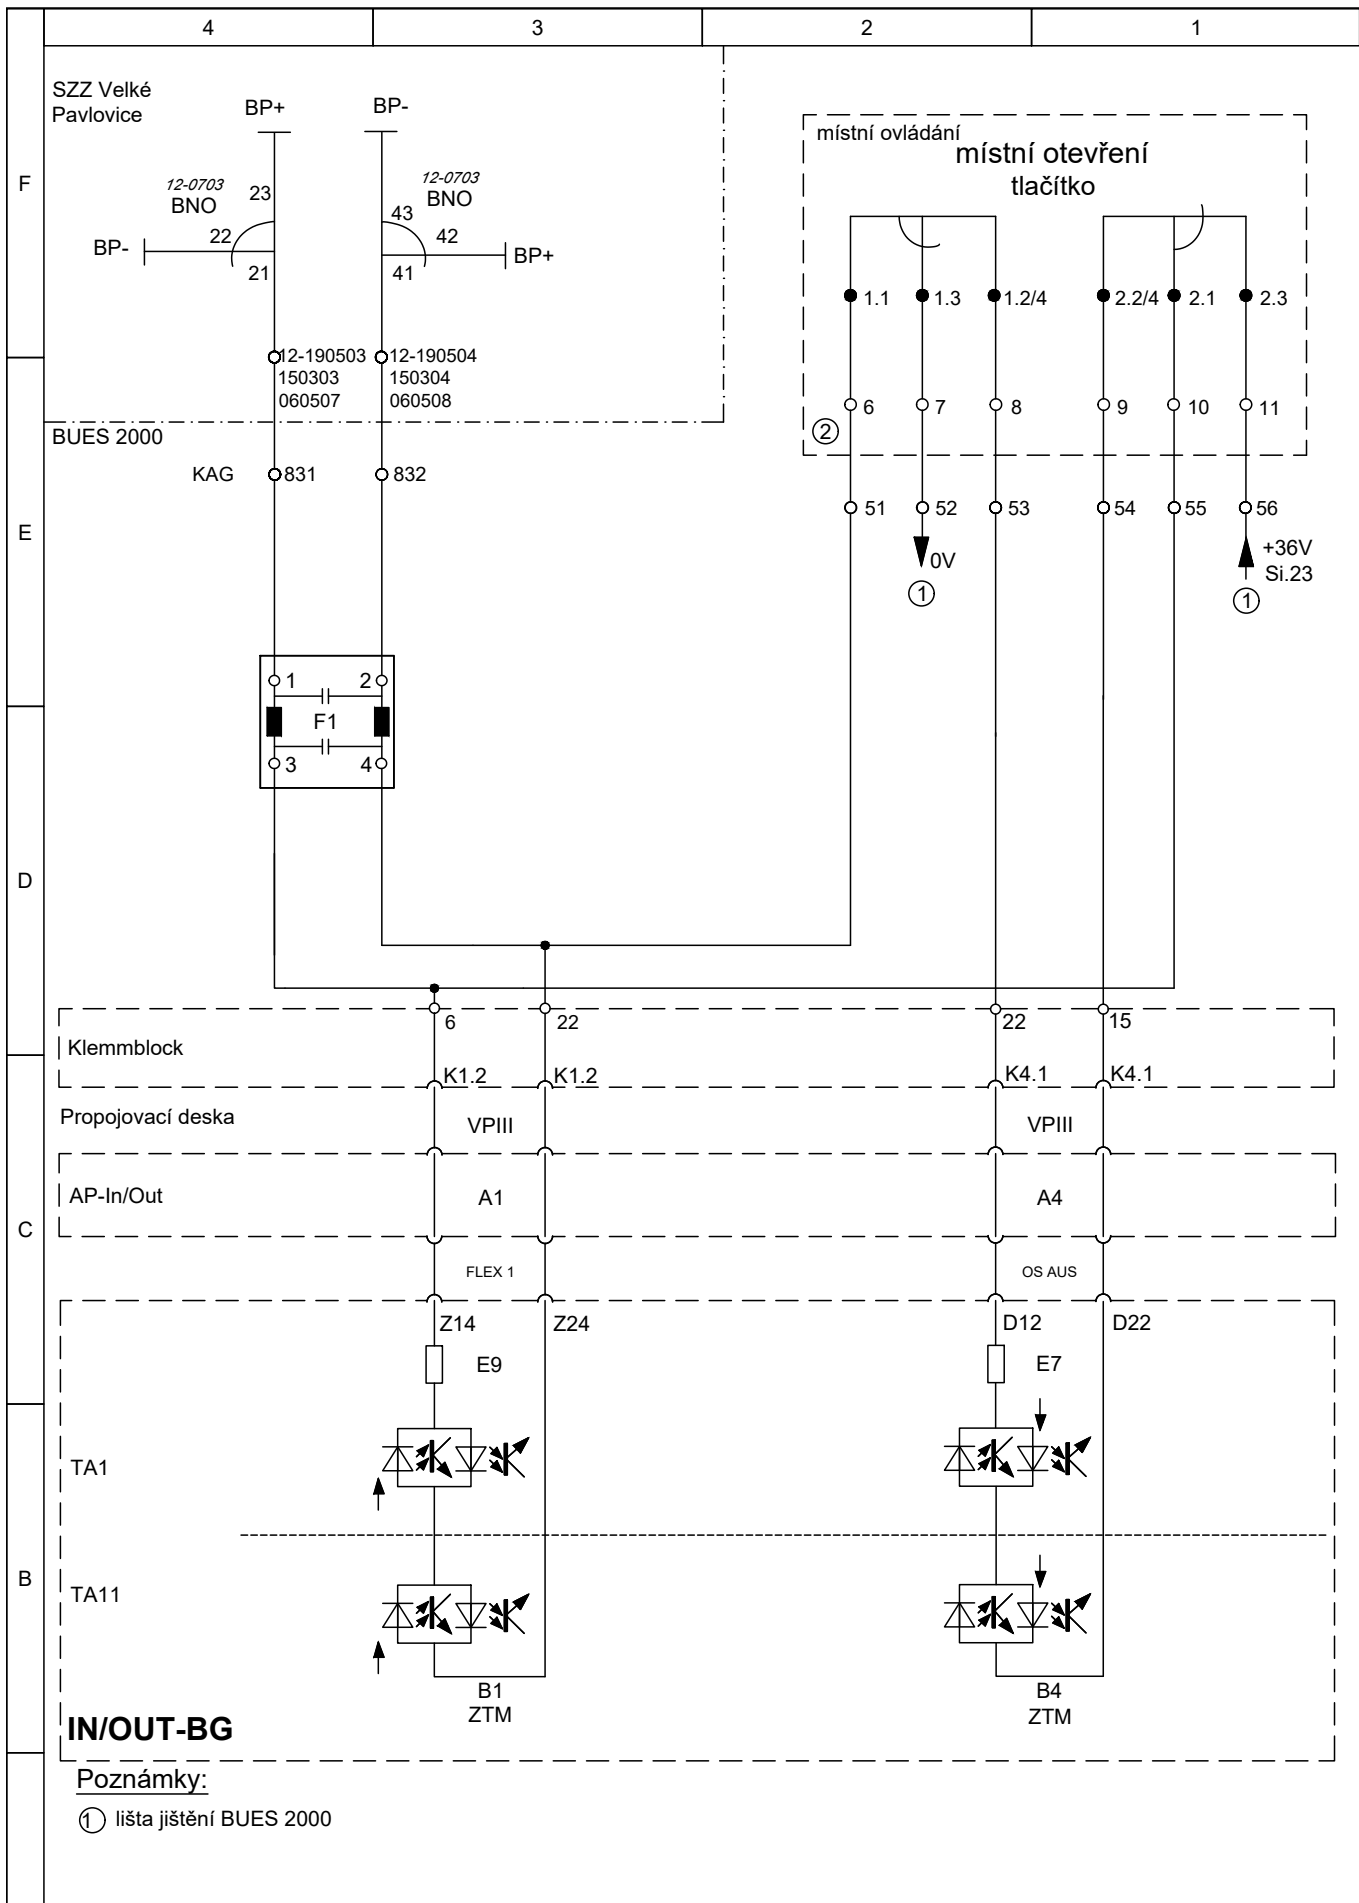 4
3
2
1
F
E
D
C
B
SZZ Velké
Pavlovice
BP+
BP-
12-0703
BNO
23
22
21
BP-
12-0703
BNO
43
42
41
BP+
12-190503
150303
060507
12-190504
150304
060508
BUES 2000
KAG
831
832
místní ovládání
místní otevření
tlačítko
1.1
1.3
1.2/4
2.2/4
2.1
2.3
6
7
8
9
10
11
2
51
52
53
54
55
56
0V
1
+36V
Si.23
1
1
2
F1
3
4
6
22
22
15
Klemmblock
K1.2
K1.2
K4.1
K4.1
Propojovací deska
VPIII
VPIII
AP-In/Out
A1
A4
FLEX 1
OS AUS
Z14
Z24
D12
D22
E9
E7
TA1
TA11
B1
ZTM
B4
ZTM
IN/OUT-BG
Poznámky:
1 lišta jištění BUES 2000